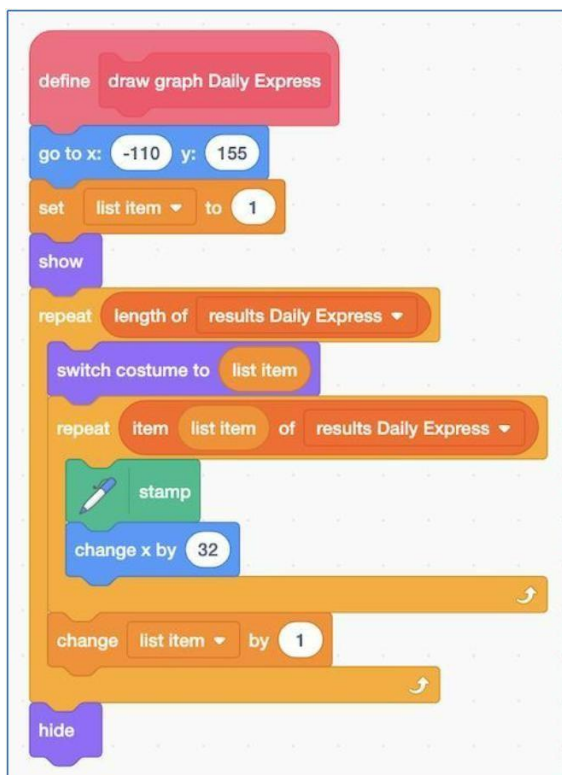 define draw graph Daily Express
go to x: -110 y: 155
set list item to 1
show
repeat length of results Daily Express
switch costume to list item
repeat item list item of results Daily Express
stamp
change x by 32
change list item by 1
hide